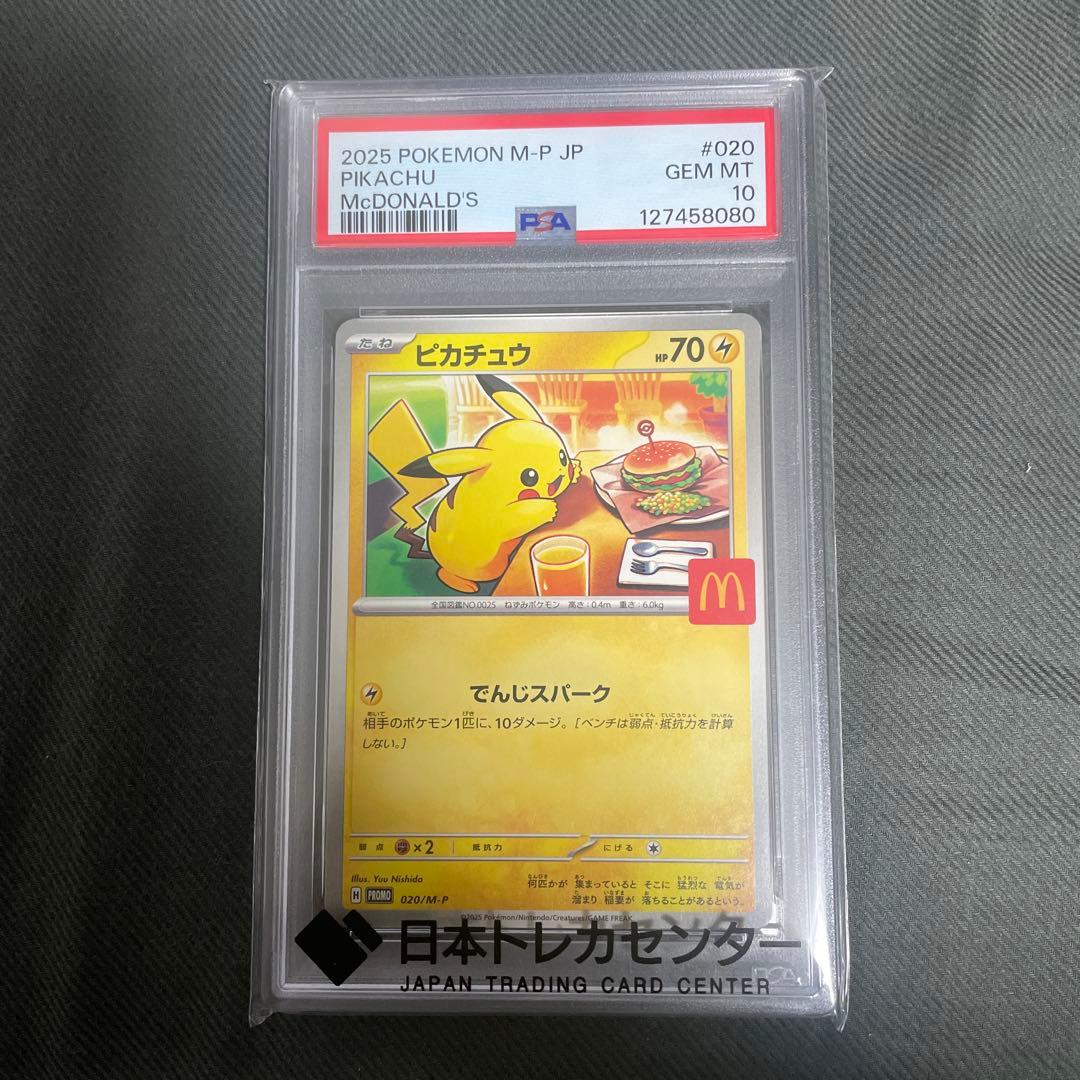 2025 POKEMON M-P JP #020
PIKACHU GEM MT
McDONALD'S 10
PSA 127458080
たね ピカチュウ HP 70
全国図鑑NO.0025 ねずみポケモン 高さ:0.4m 重さ:6.0kg
でんじスパーク
相手のポケモン1匹に、10ダメージ。[ベンチは弱点・抵抗力を計算
しない。]
弱点 ×2 抵抗力 にげる
Illus. Yuu Nishida
何匹かが 集まっていると そこに 猛烈な 電気が
溜まり 稲妻が 落ちることがあるという。
H PROMO 020/M-P
©2025 Pokémon/Nintendo/Creatures/GAME FREAK
日本トレカセンター
JAPAN TRADING CARD CENTER
PSA